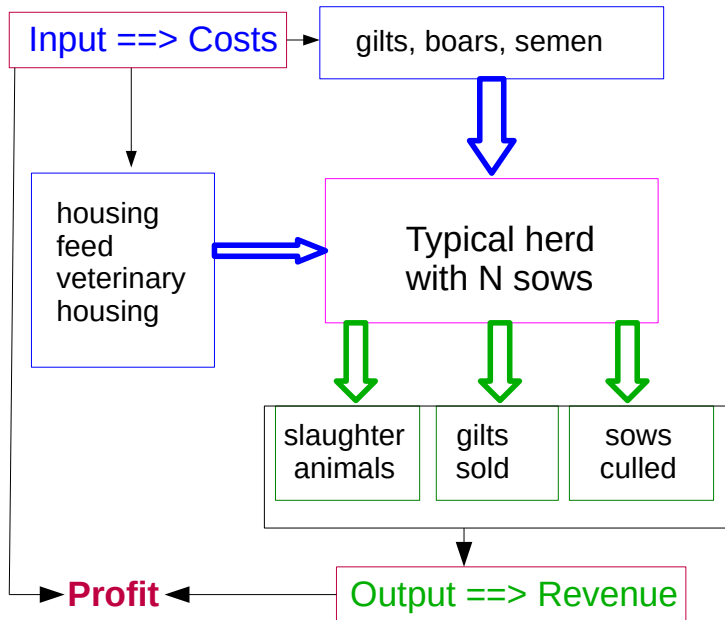 Input ==> Costs
gilts, boars, semen
housing
feed
veterinary
housing
Typical herd
with N sows
slaughter
animals
gilts
sold
sows
culled
Profit
Output ==> Revenue